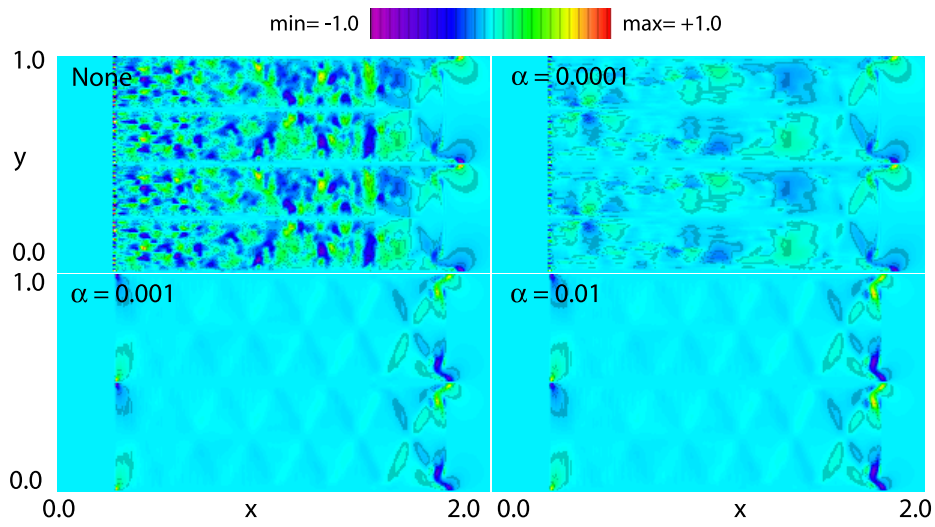 min= -1.0 max= +1.0
1.0
None
α = 0.0001
y
0.0
1.0
α = 0.001
α = 0.01
0.0
0.0 x 2.0 0.0 x 2.0